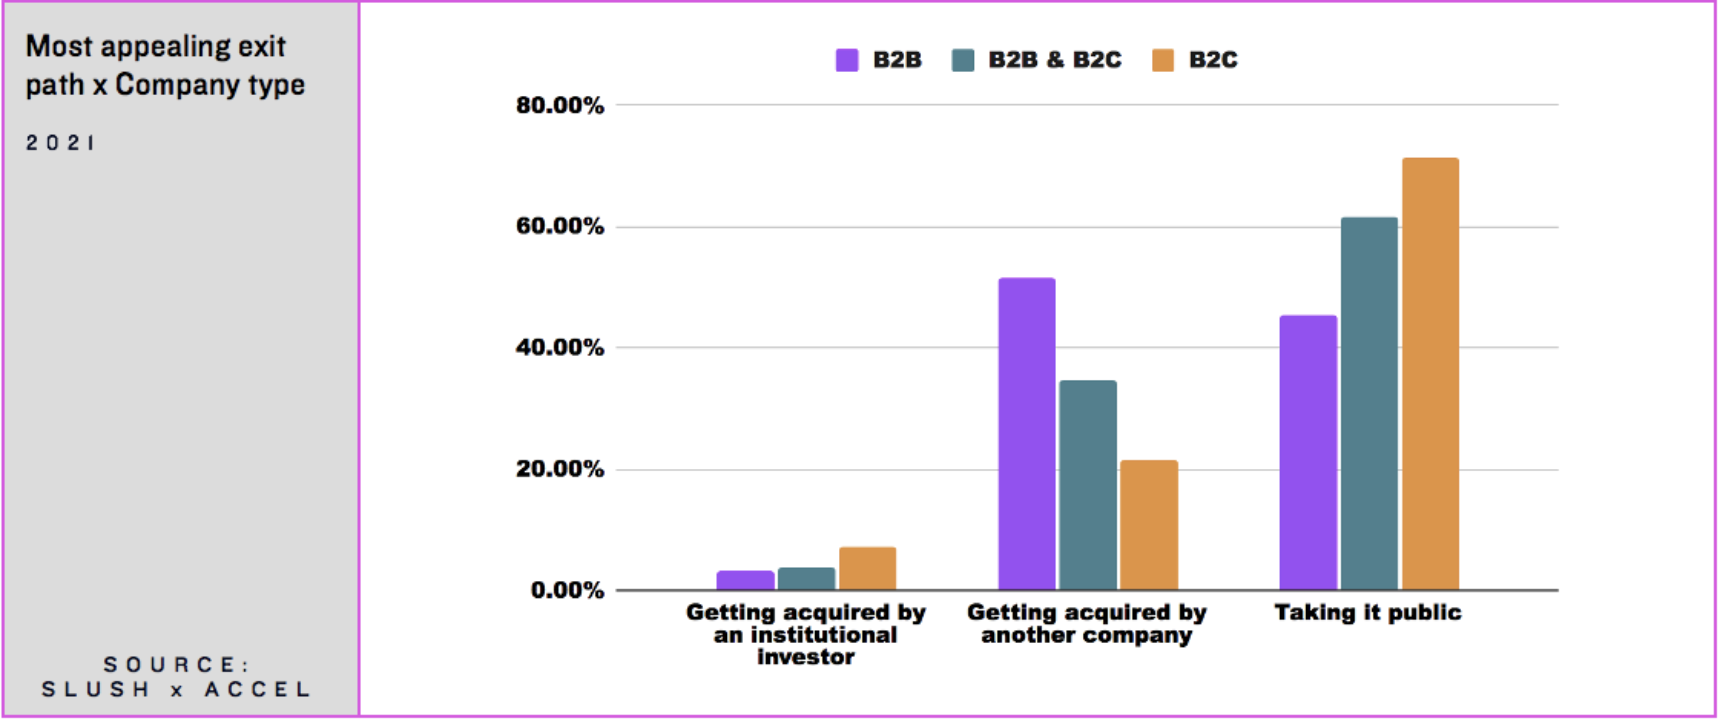 Most appealing exit
path x Company type
2021
SOURCE:
SLUSH x ACCEL
B2B
B2B & B2C
B2C
80.00%
60.00%
40.00%
20.00%
0.00%
Getting acquired by
an institutional
investor
Getting acquired by
another company
Taking it public